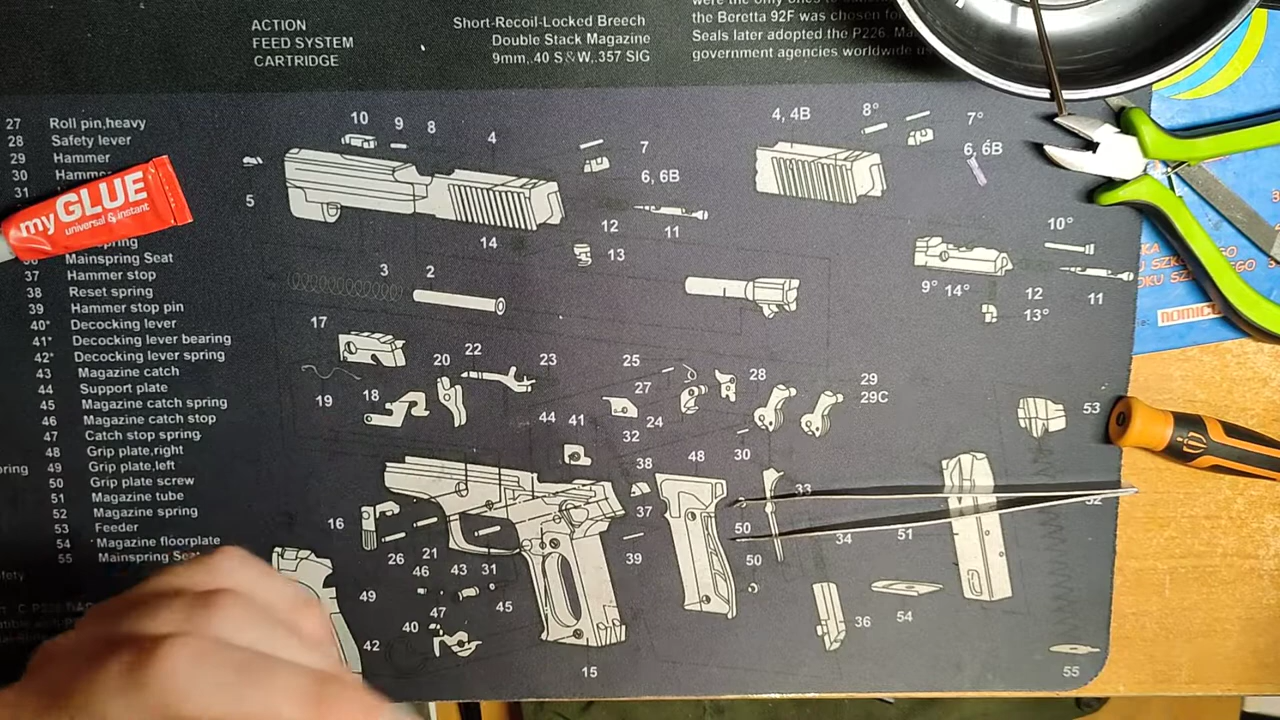 ACTION
FEED SYSTEM
CARTRIDGE
Short-Recoil-Locked Breech
Double Stack Magazine
9mm,.40 S&W,.357 SIG
the Beretta 92F was chosen for
Seals later adopted the P226.
government agencies worldwide
27 Roll pin,heavy
28 Safety lever
29 Hammer
30
31
Mainspring Seat
37 Hammer stop
38 Reset spring
39 Hammer stop pin
40* Decocking lever
41* Decocking lever bearing
42* Decocking lever spring
43 Magazine catch
44 Support plate
45 Magazine catch spring
46 Magazine catch stop
47 Catch stop spring
48 Grip plate,right
49 Grip plate,left
50 Grip plate screw
51 Magazine tube
52 Magazine spring
53 Feeder
54 Magazine floorplate
55 Mainspring
myGLUE
universal & instant
10 9 8 4 7
6, 6B
5
12 11
14 13
3 2
4, 4B 8° 7°
6, 6B
10°
9° 14° 12 11
13°
17
20 22 23 25 28 29
29C
19 18 27
44 41 24
32 30 53
38 48
16 37 33
50 51
26 21 39 34
46 43 31 50
49 45
47 36 54
40
42
15 55
NOMICO